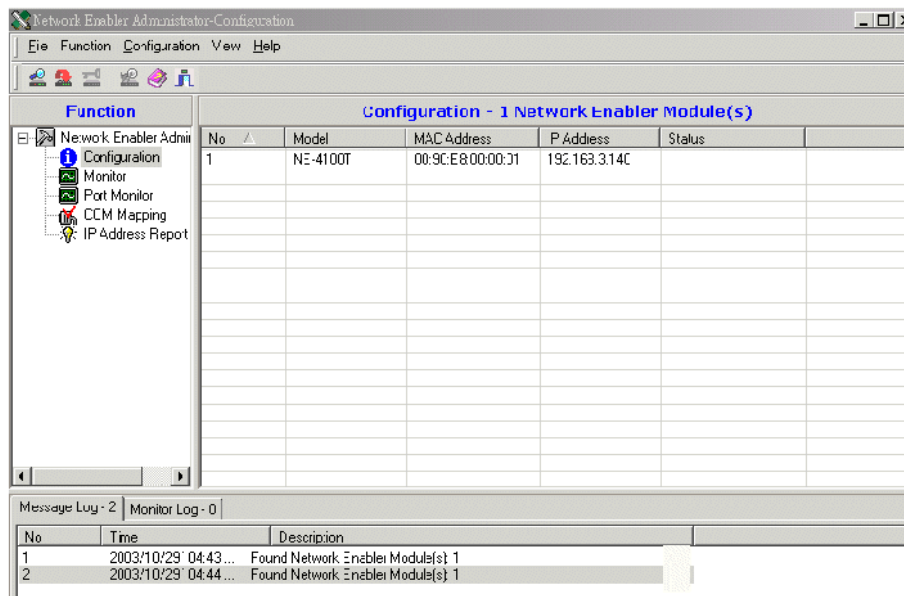 Network Enabler Administrator-Configuration
File Function Configuration View Help
Function
Configuration - 1 Network Enabler Module(s)
Network Enabler Admi
Configuration
Monitor
Port Monitor
COM Mapping
IP Address Report
No Model MAC Address IP Address Status
1 NE-4100T 00:90:E8:00:00:01 192.168.3.140
Message Log - 2 Monitor Log - 0
No Time Description
1 2003/10/29 04:43... Found Network Enabler Module(s): 1
2 2003/10/29 04:44... Found Network Enabler Module(s): 1